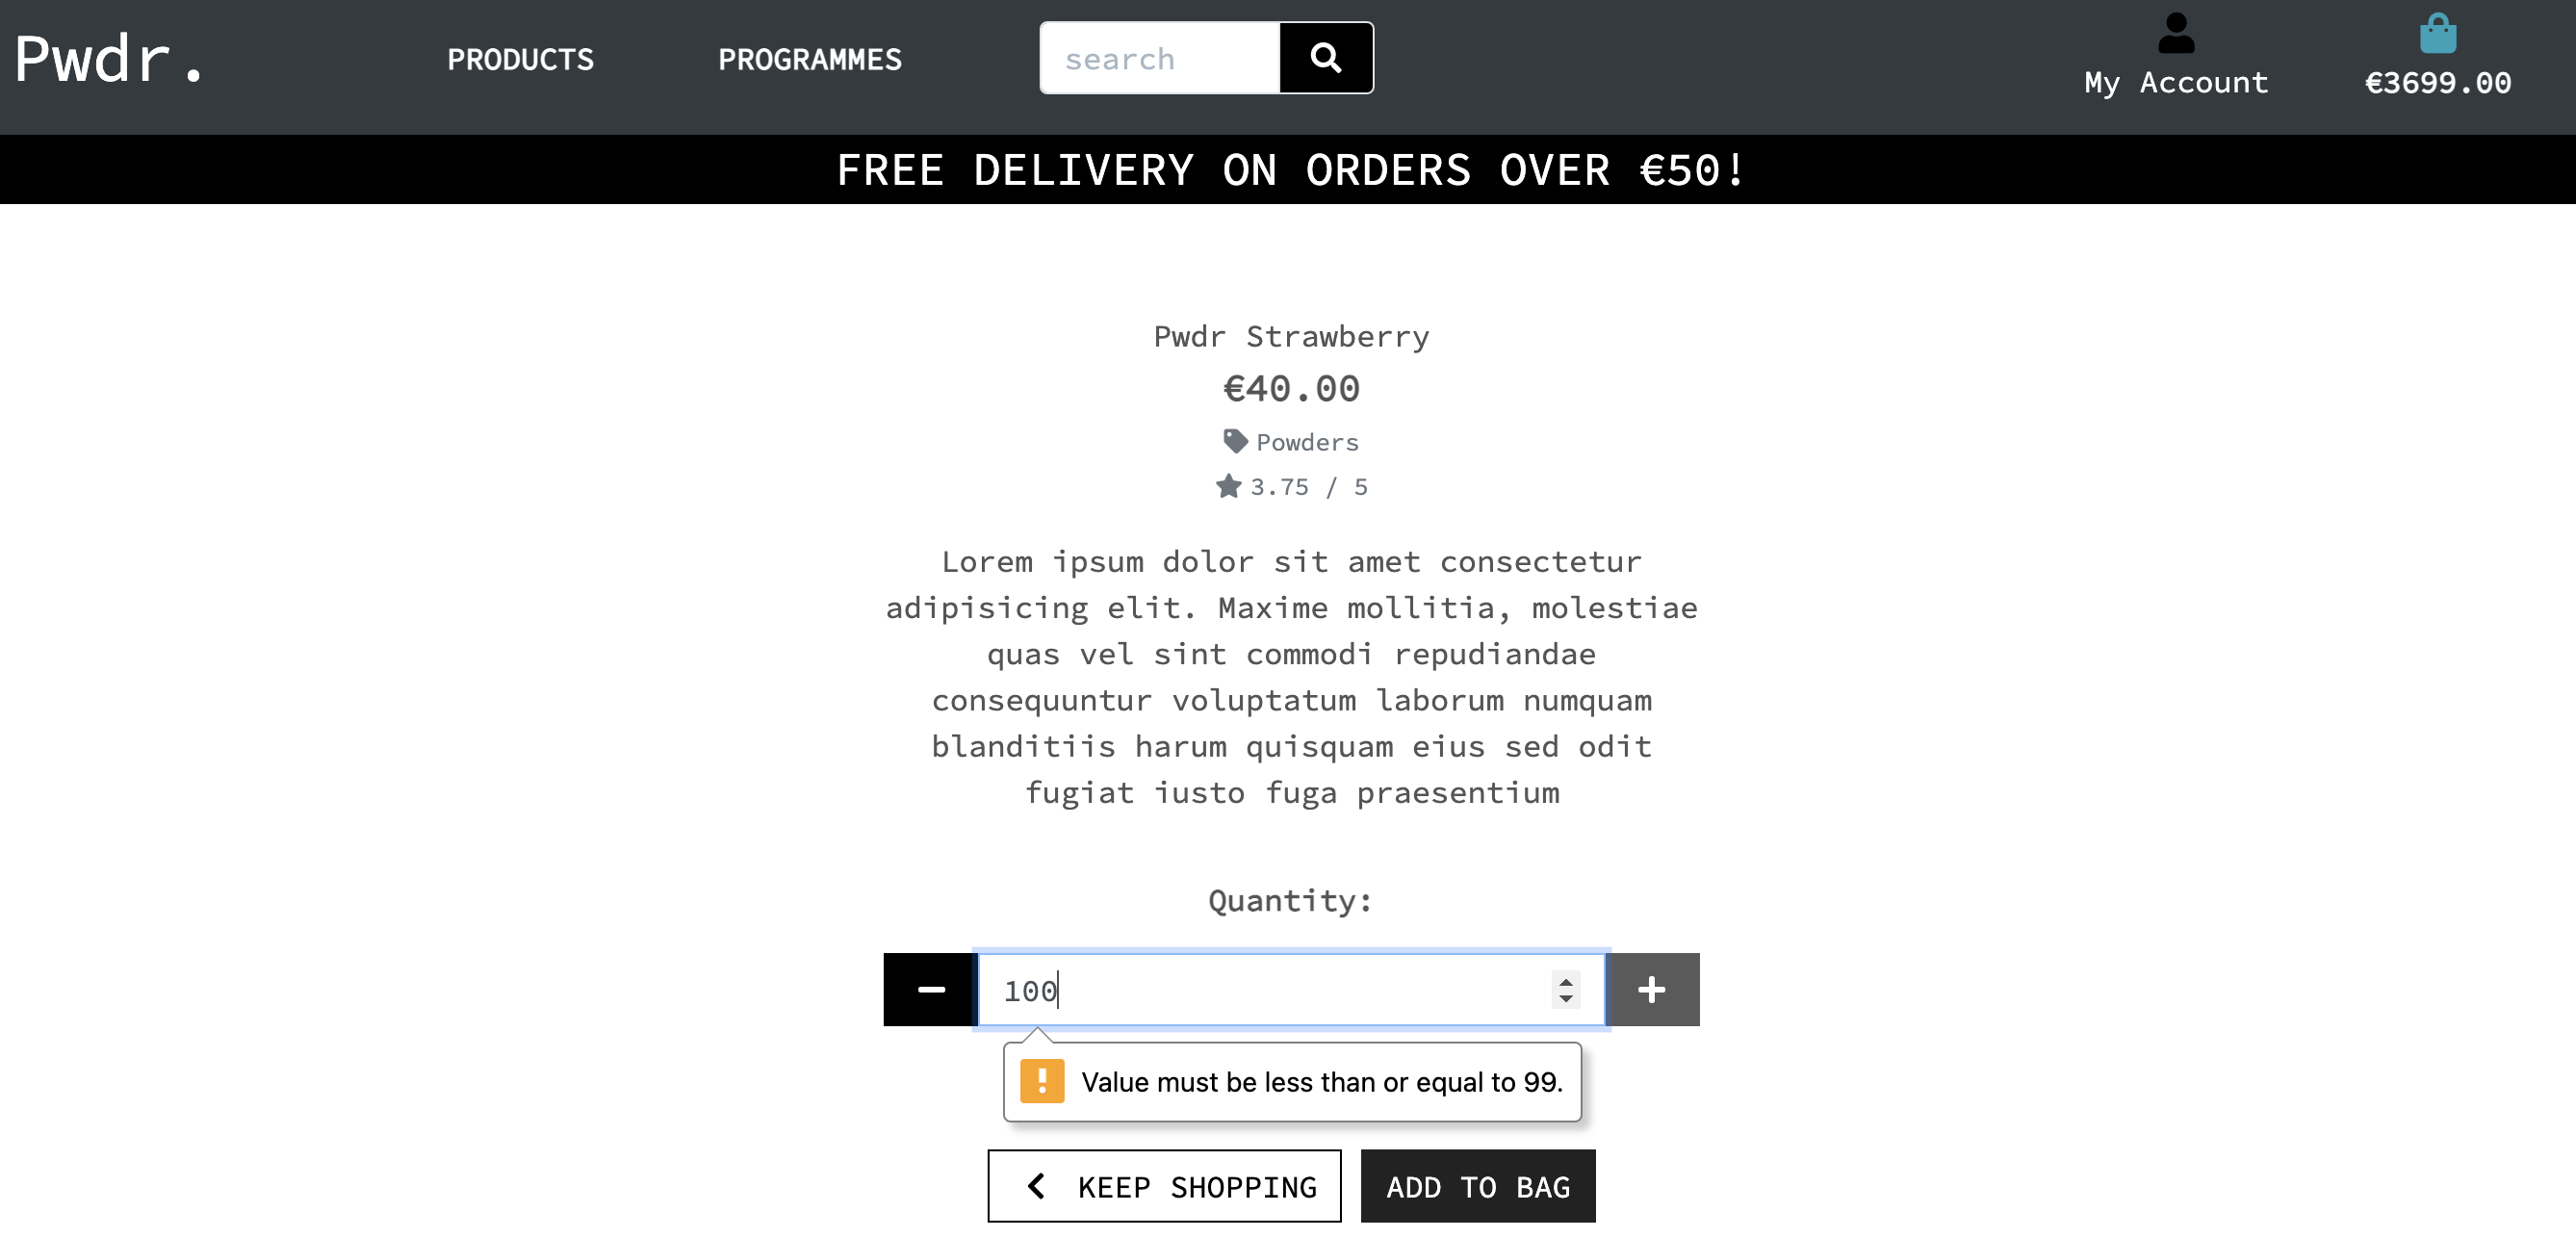 Pwdr.
PRODUCTS
PROGRAMMES
search
My Account
€3699.00
FREE DELIVERY ON ORDERS OVER €50!
Pwdr Strawberry
€40.00
Powders
3.75 / 5
Lorem ipsum dolor sit amet consectetur
adipisicing elit. Maxime mollitia, molestiae
quas vel sint commodi repudiandae
consequuntur voluptatum laborum numquam
blanditiis harum quisquam eius sed odit
fugiat iusto fuga praesentium
Quantity:
100
Value must be less than or equal to 99.
KEEP SHOPPING
ADD TO BAG